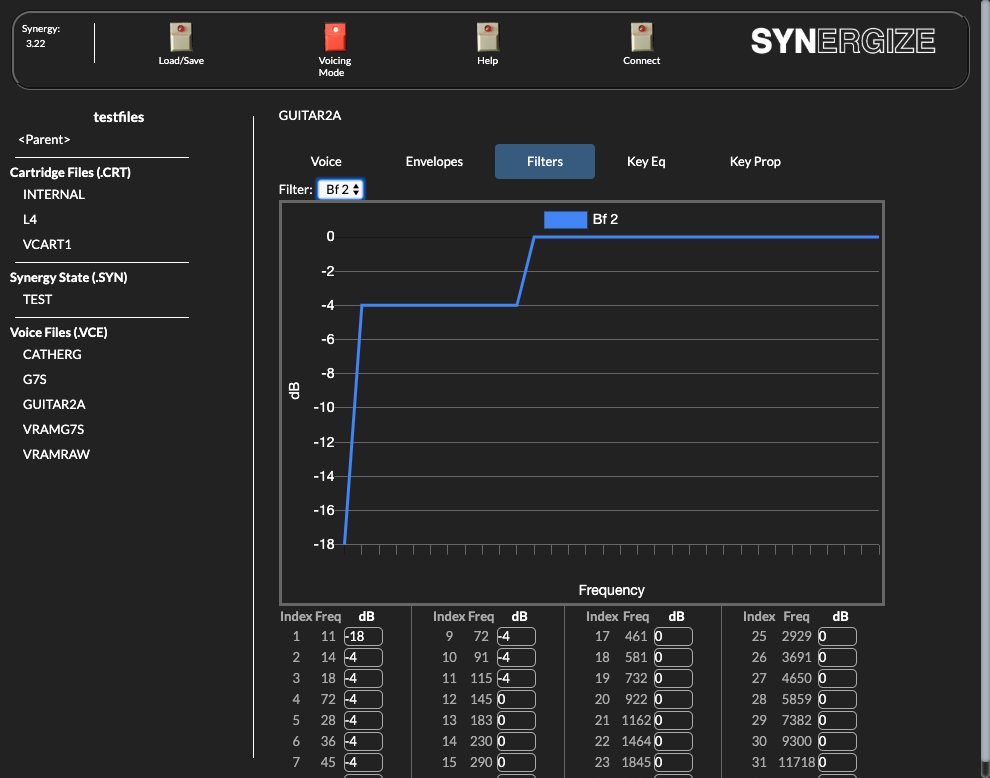 Synergy:
3.22
Load/Save
Voicing
Mode
Help
Connect
SYNERGIZE
testfiles
<Parent>
Cartridge Files (.CRT)
INTERNAL
L4
VCART1
Synergy State (.SYN)
TEST
Voice Files (.VCE)
CATHERG
G7S
GUITAR2A
VRAMG7S
VRAMRAW
GUITAR2A
Voice Envelopes Filters Key Eq Key Prop
Filter: Bf 2
Bf 2
0
-2
-4
-6
-8
-10
-12
-14
-16
-18
dB
Frequency
Index Freq dB Index Freq dB Index Freq dB Index Freq dB
1 11 -18 9 72 -4 17 461 0 25 2929 0
2 14 -4 10 91 -4 18 581 0 26 3691 0
3 18 -4 11 115 -4 19 732 0 27 4650 0
4 72 -4 12 145 0 20 922 0 28 5859 0
5 28 -4 13 183 0 21 1162 0 29 7382 0
6 36 -4 14 230 0 22 1464 0 30 9300 0
7 45 -4 15 290 0 23 1845 0 31 11718 0